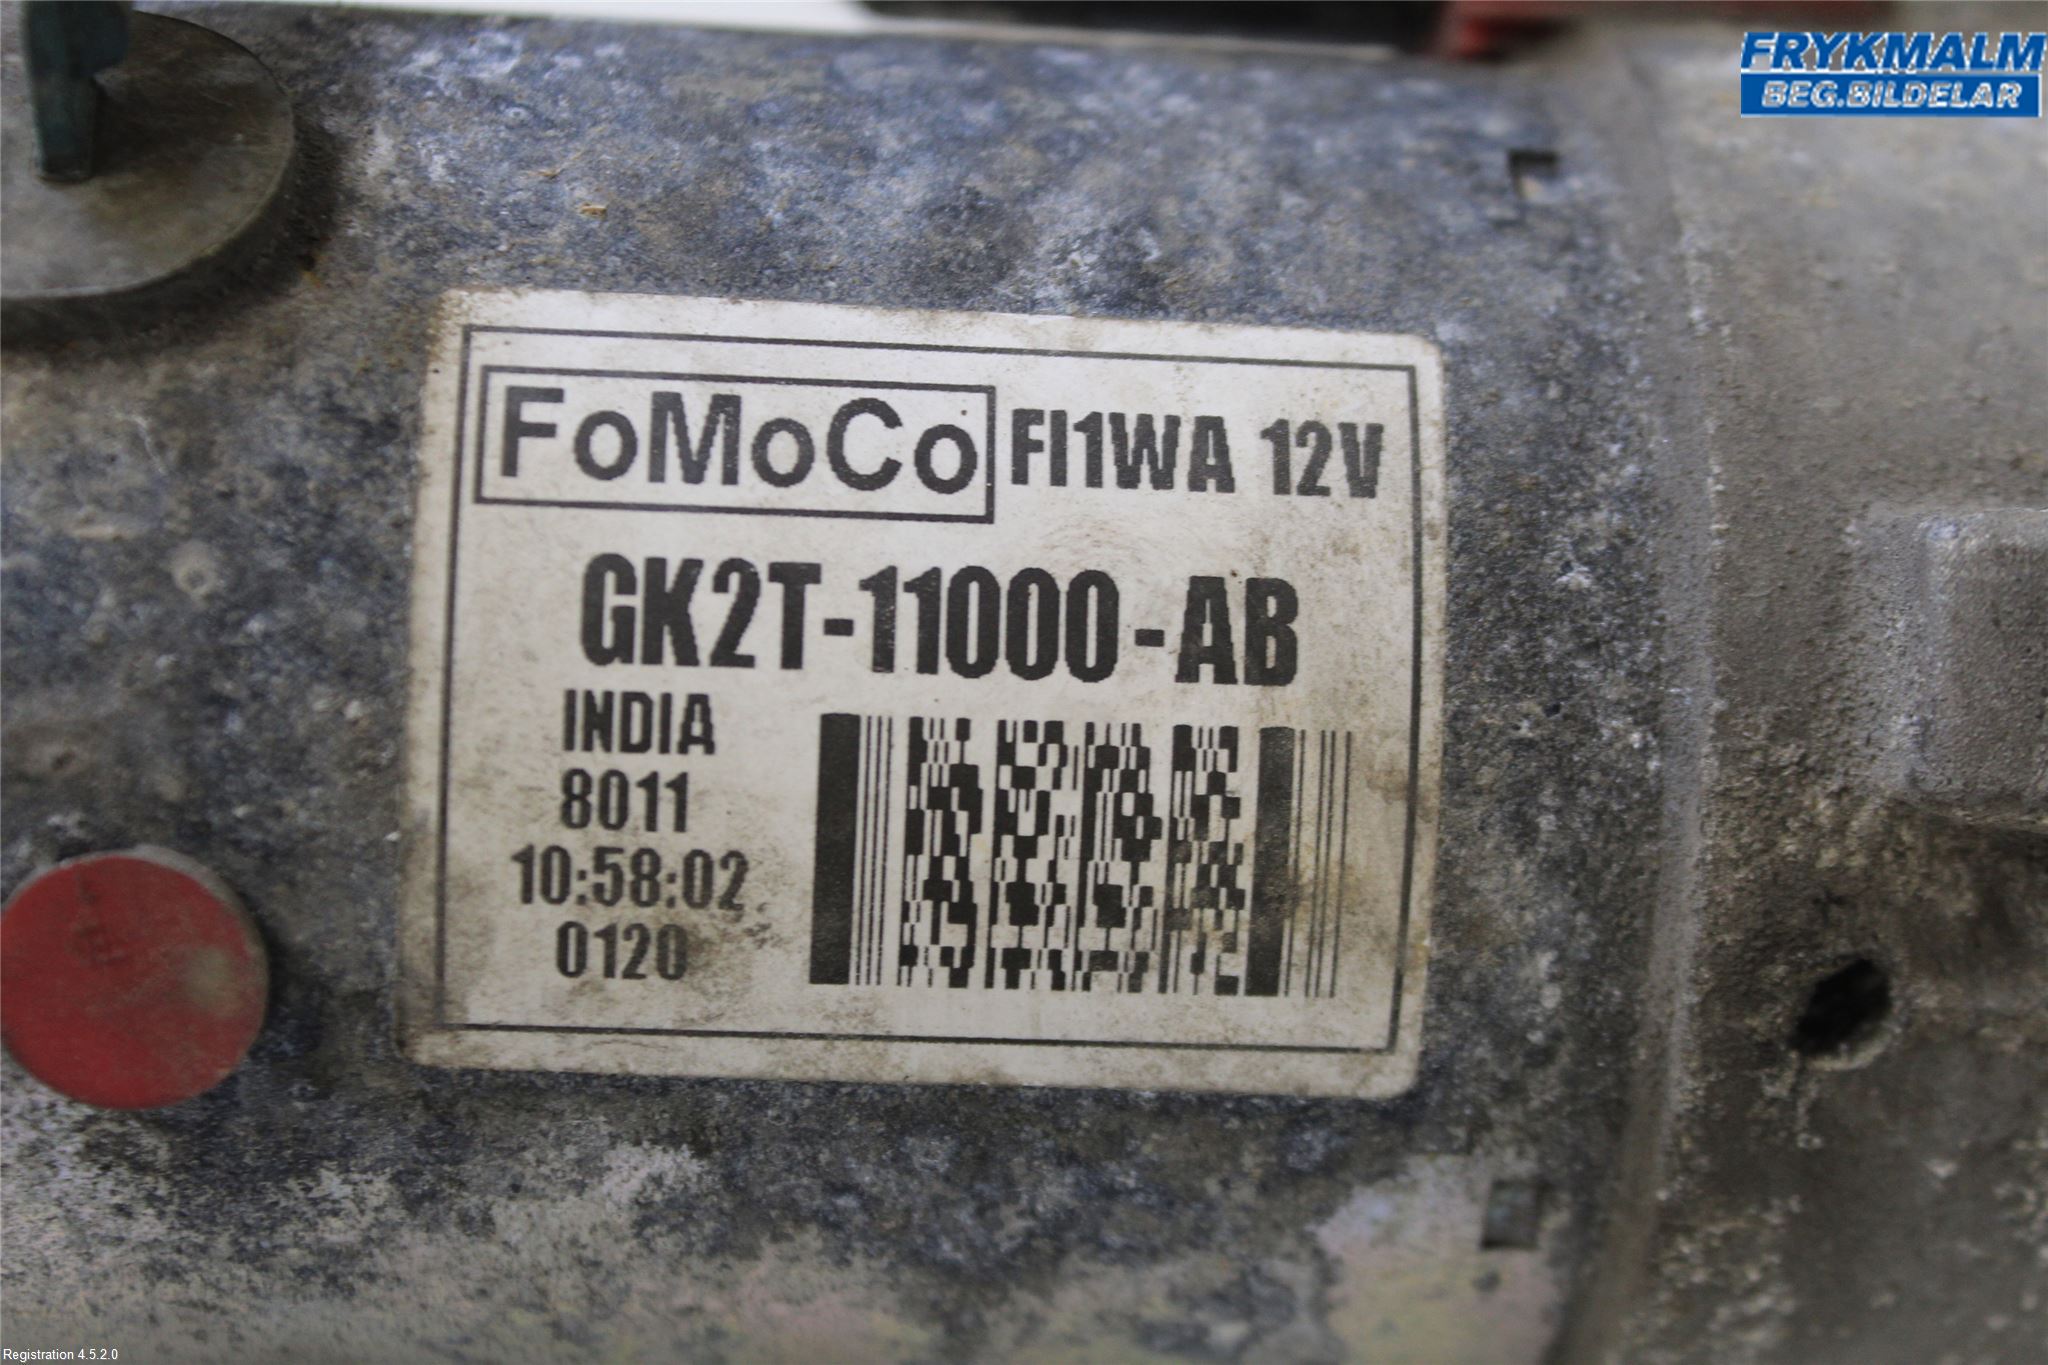 FRYKMALM
BEG.BILDELAR
FoMoCo FI1WA 12V
GK2T-11000-AB
INDIA
8011
10:58:02
0120
Registration 4.5.2.0